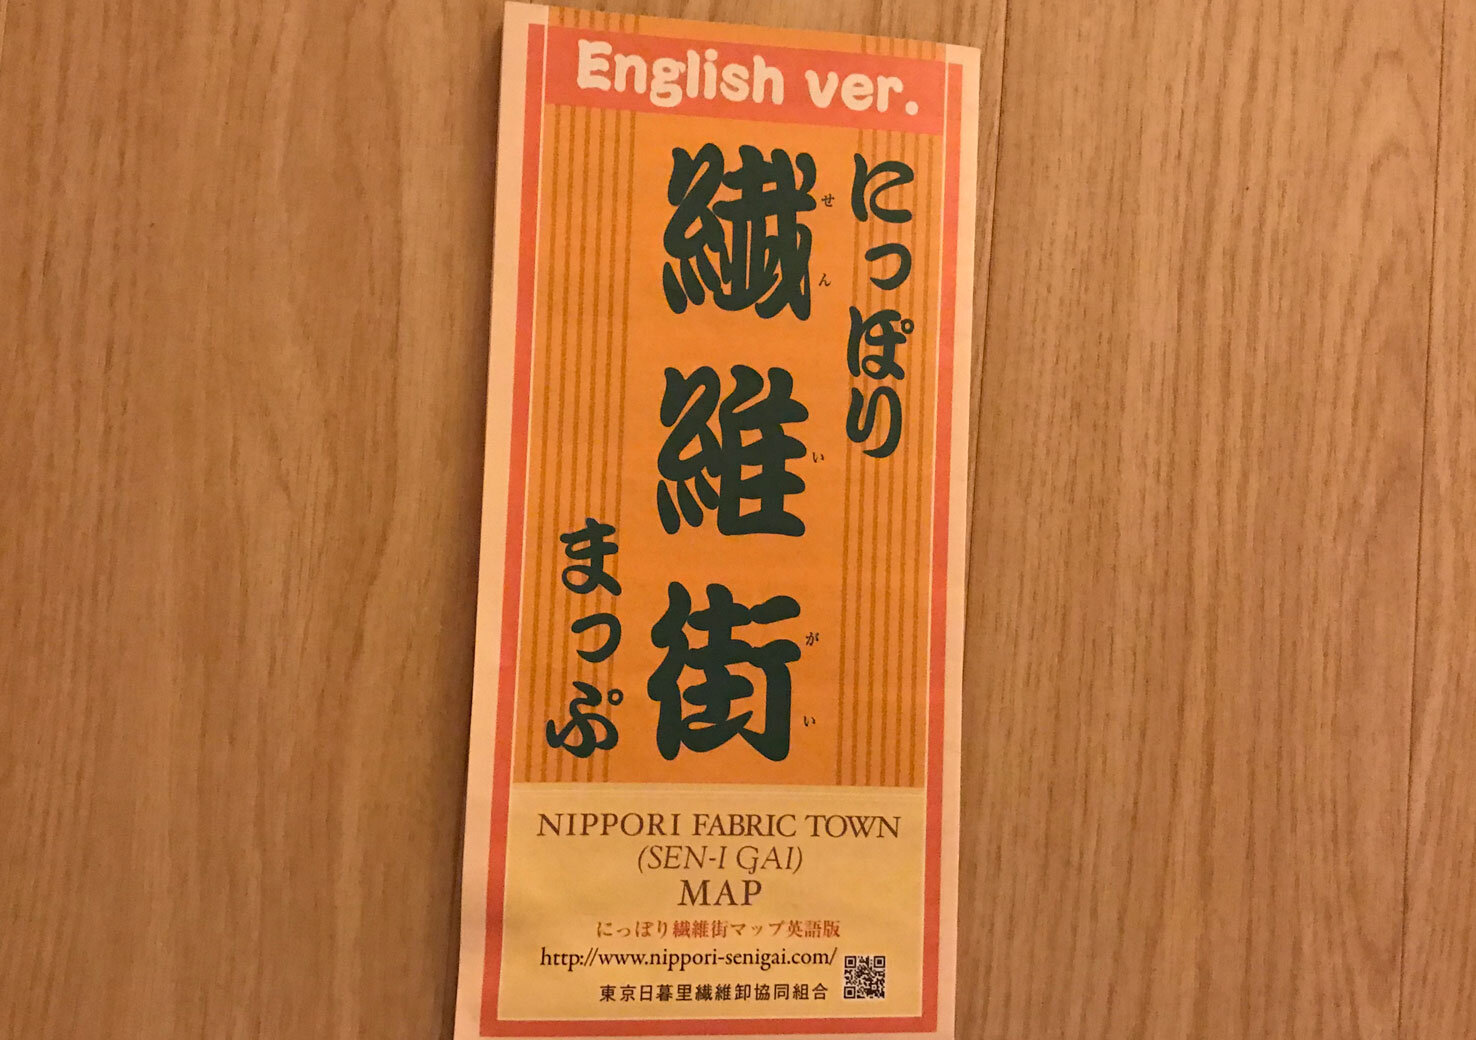 English ver.
にっぽり
繊維街
せんいがい
まっぷ
NIPPORI FABRIC TOWN
(SEN-I GAI)
MAP
にっぽり繊維街マップ英語版
http://www.nippori-senigai.com/
東京日暮里繊維卸協同組合